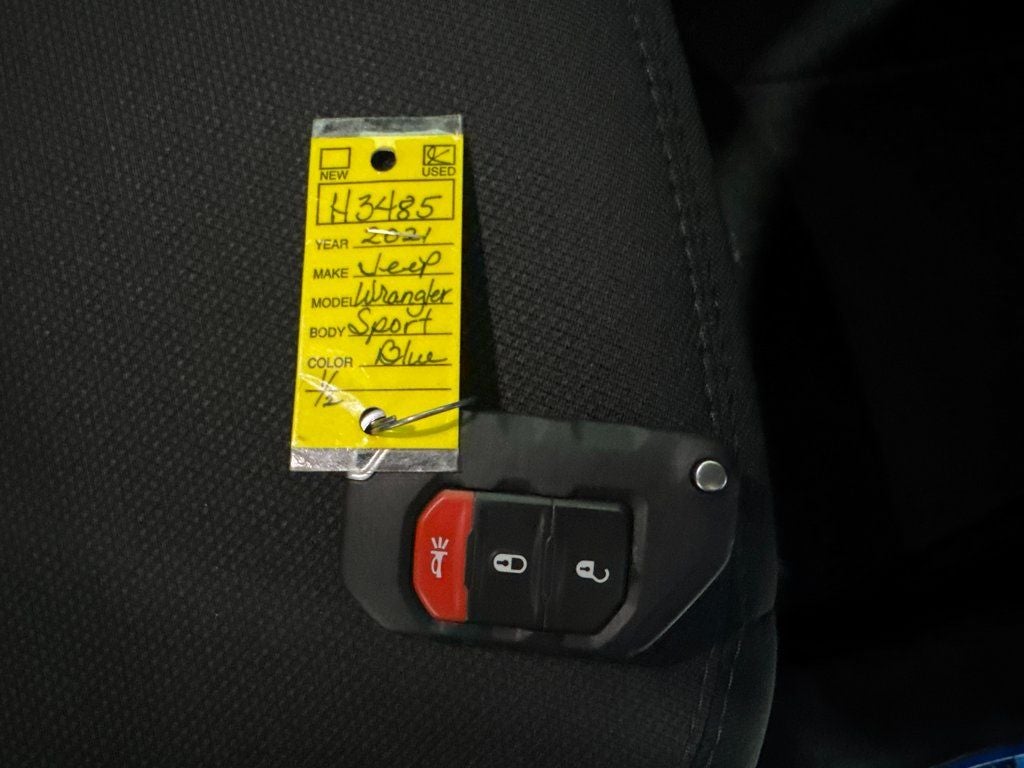 NEW USED
H3485
YEAR 2021
MAKE Jeep
MODEL Wrangler
BODY Sport
COLOR Blue
1/2